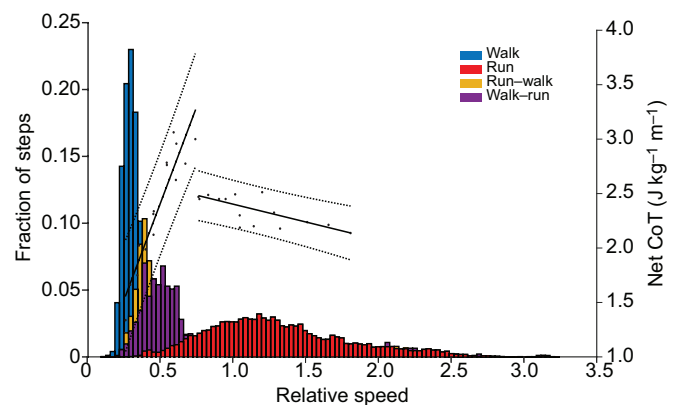 0.25
0.20
0.15
0.10
0.05
0
Fraction of steps
4.0
3.5
3.0
2.5
2.0
1.5
1.0
Net CoT (J kg–1 m–1)
Walk
Run
Run–walk
Walk–run
0 0.5 1.0 1.5 2.0 2.5 3.0 3.5
Relative speed